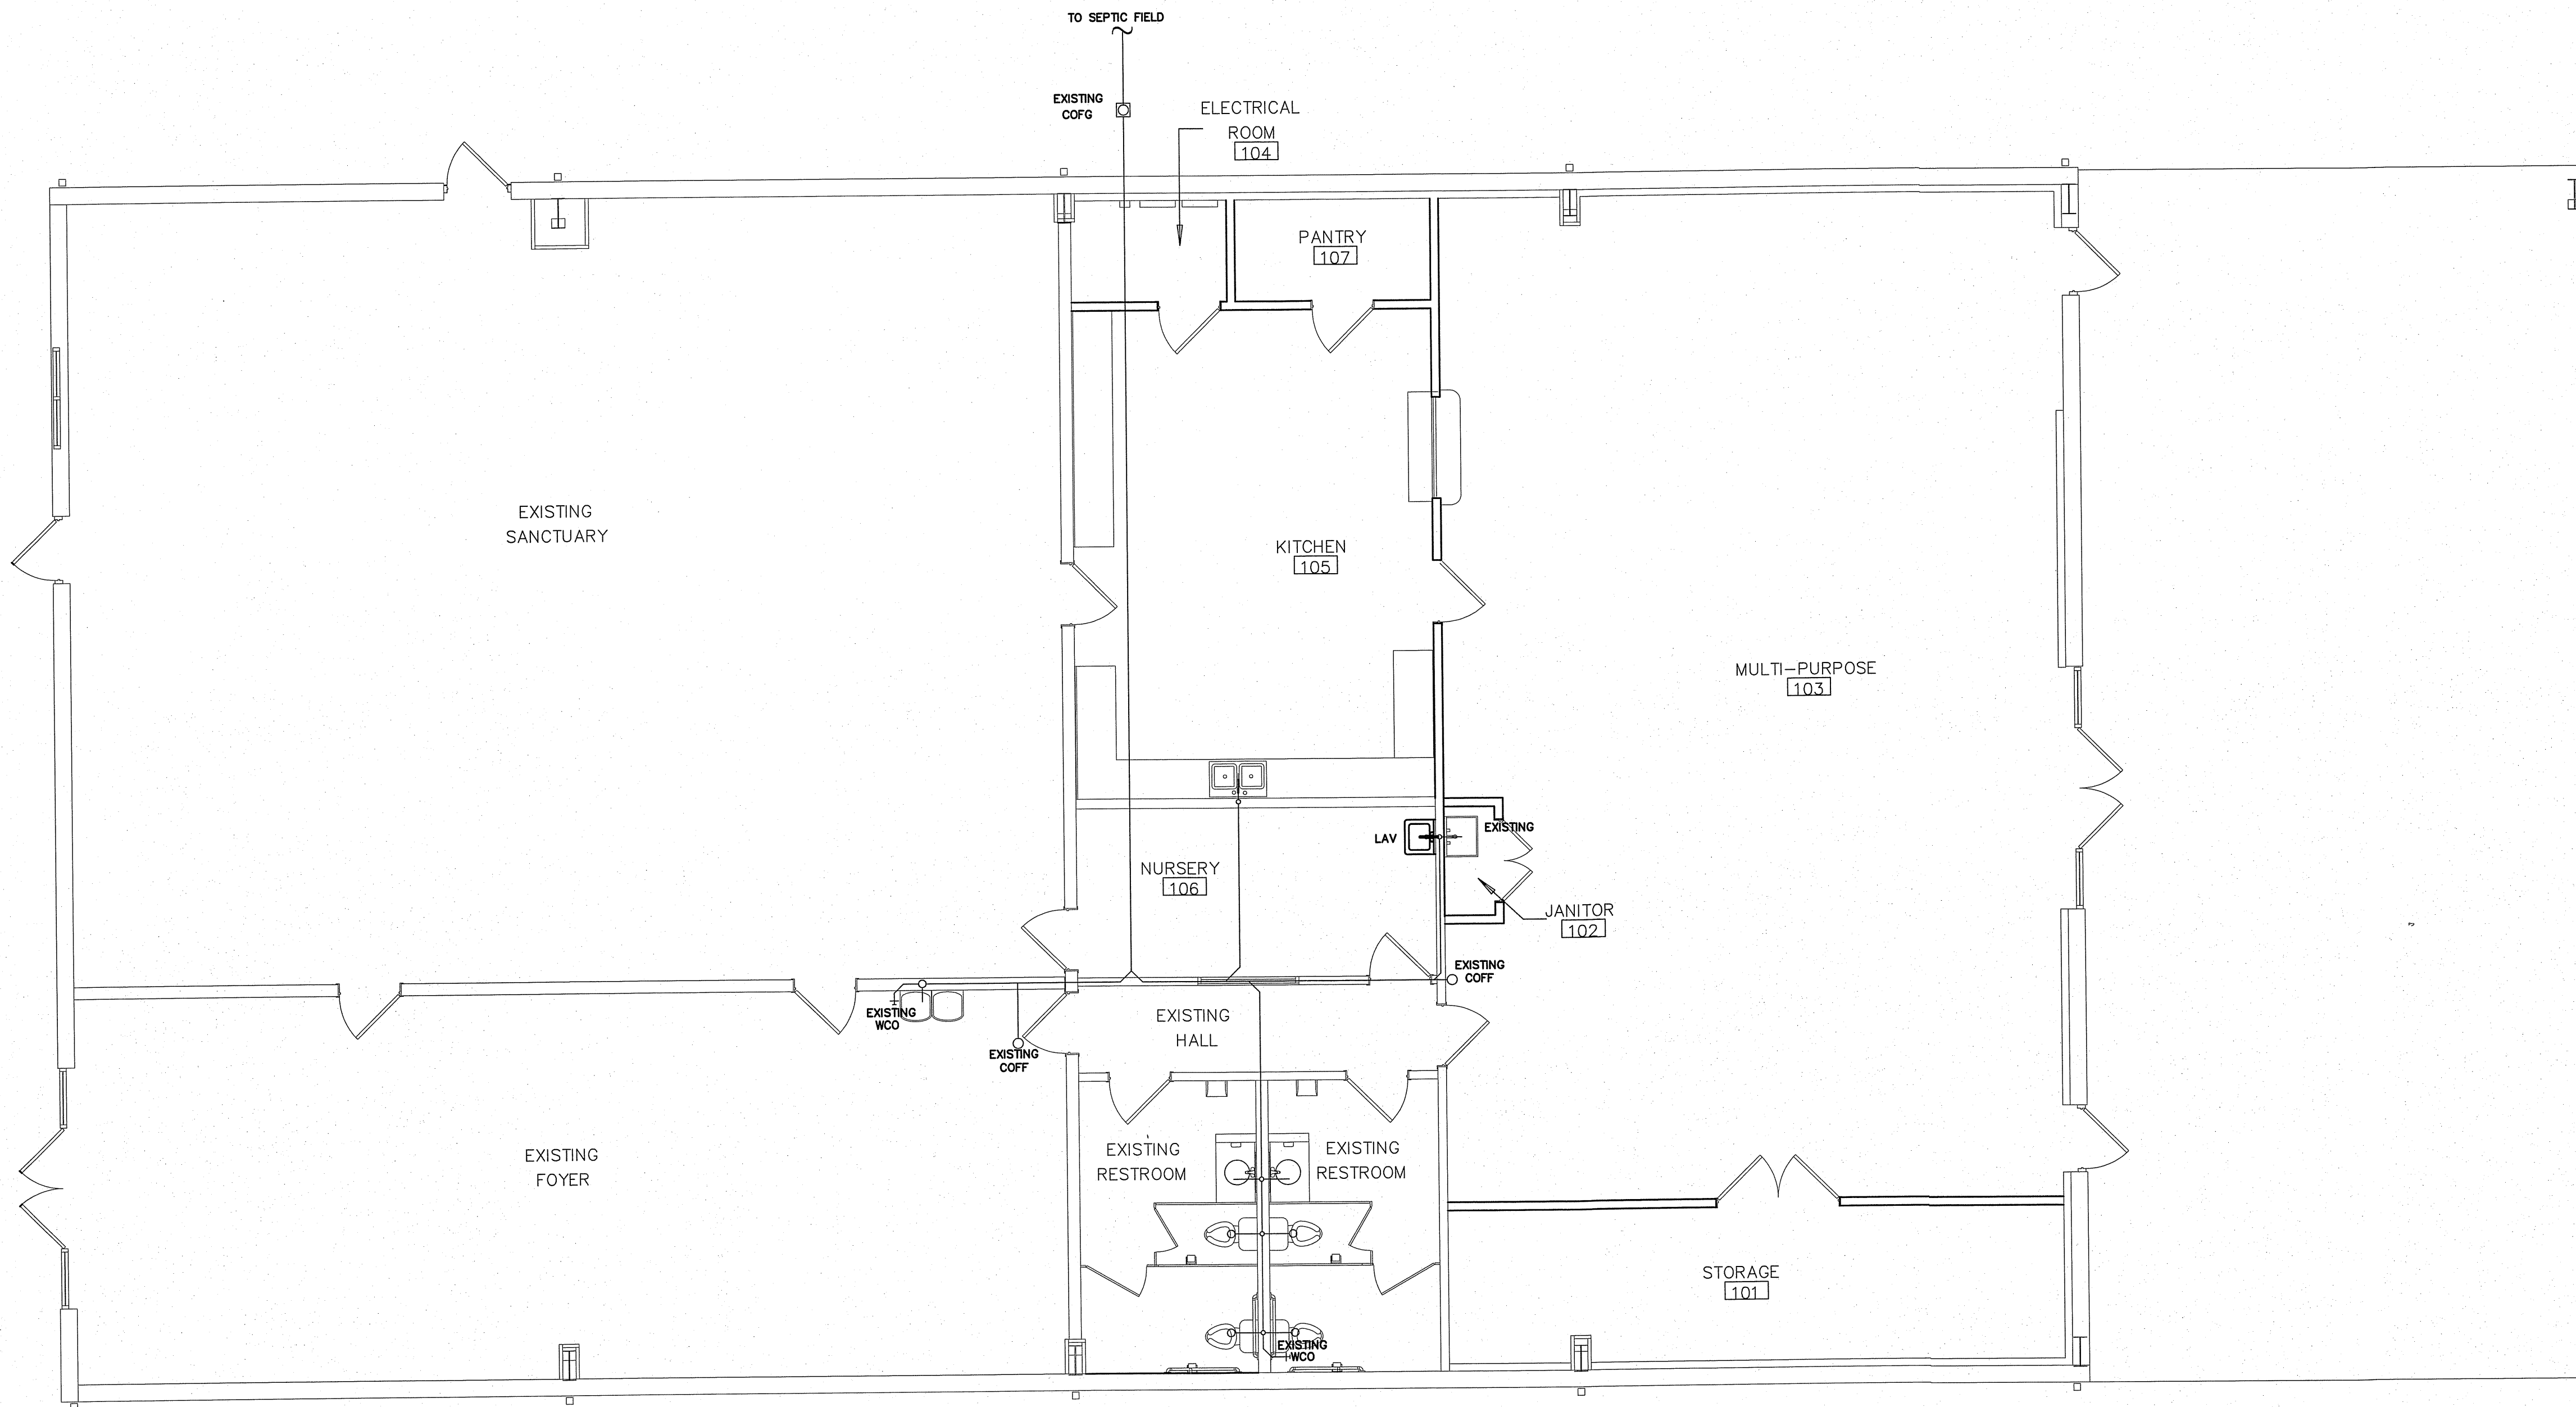 TO SEPTIC FIELD
EXISTING
COFG
ELECTRICAL
ROOM
104
PANTRY
107
EXISTING
SANCTUARY
KITCHEN
105
MULTI-PURPOSE
103
LAV
EXISTING
NURSERY
106
JANITOR
102
EXISTING
COFF
EXISTING
WCO
EXISTING
HALL
EXISTING
COFF
EXISTING
FOYER
EXISTING
RESTROOM
EXISTING
RESTROOM
STORAGE
101
EXISTING
WCO